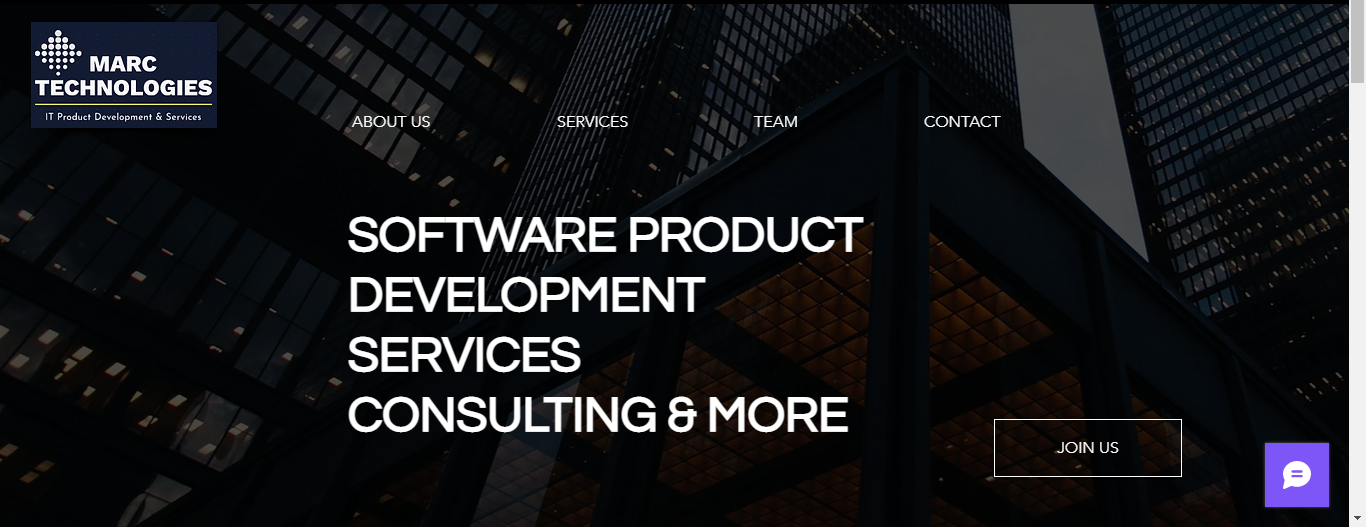 MARC
TECHNOLOGIES
IT Product Development & Services
ABOUT US SERVICES TEAM CONTACT
SOFTWARE PRODUCT
DEVELOPMENT
SERVICES
CONSULTING & MORE
JOIN US